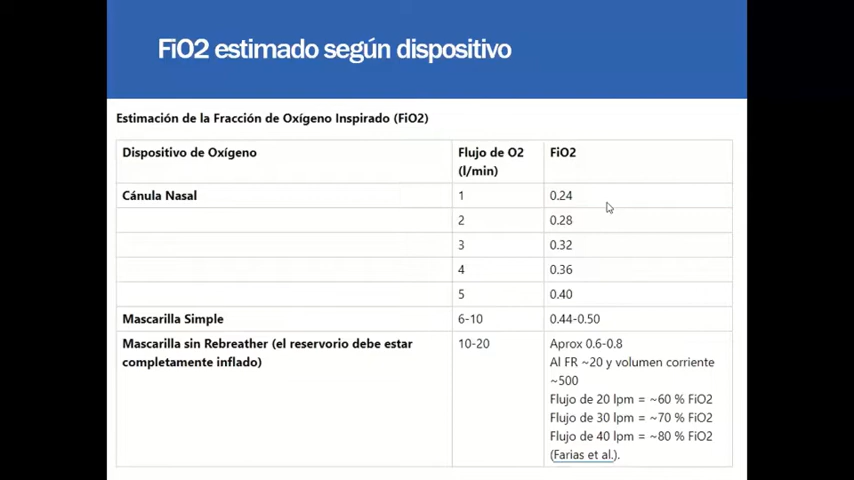 FiO2 estimado según dispositivo
Estimación de la Fracción de Oxígeno Inspirado (FiO2)
Dispositivo de Oxígeno Flujo de O2 (l/min) FiO2
Cánula Nasal 1 0.24
2 0.28
3 0.32
4 0.36
5 0.40
Mascarilla Simple 6-10 0.44-0.50
Mascarilla sin Rebreather (el reservorio debe estar completamente inflado) 10-20 Aprox 0.6-0.8
Al FR ~20 y volumen corriente
~500
Flujo de 20 lpm = ~60 % FiO2
Flujo de 30 lpm = ~70 % FiO2
Flujo de 40 lpm = ~80 % FiO2
(Farias et al.).